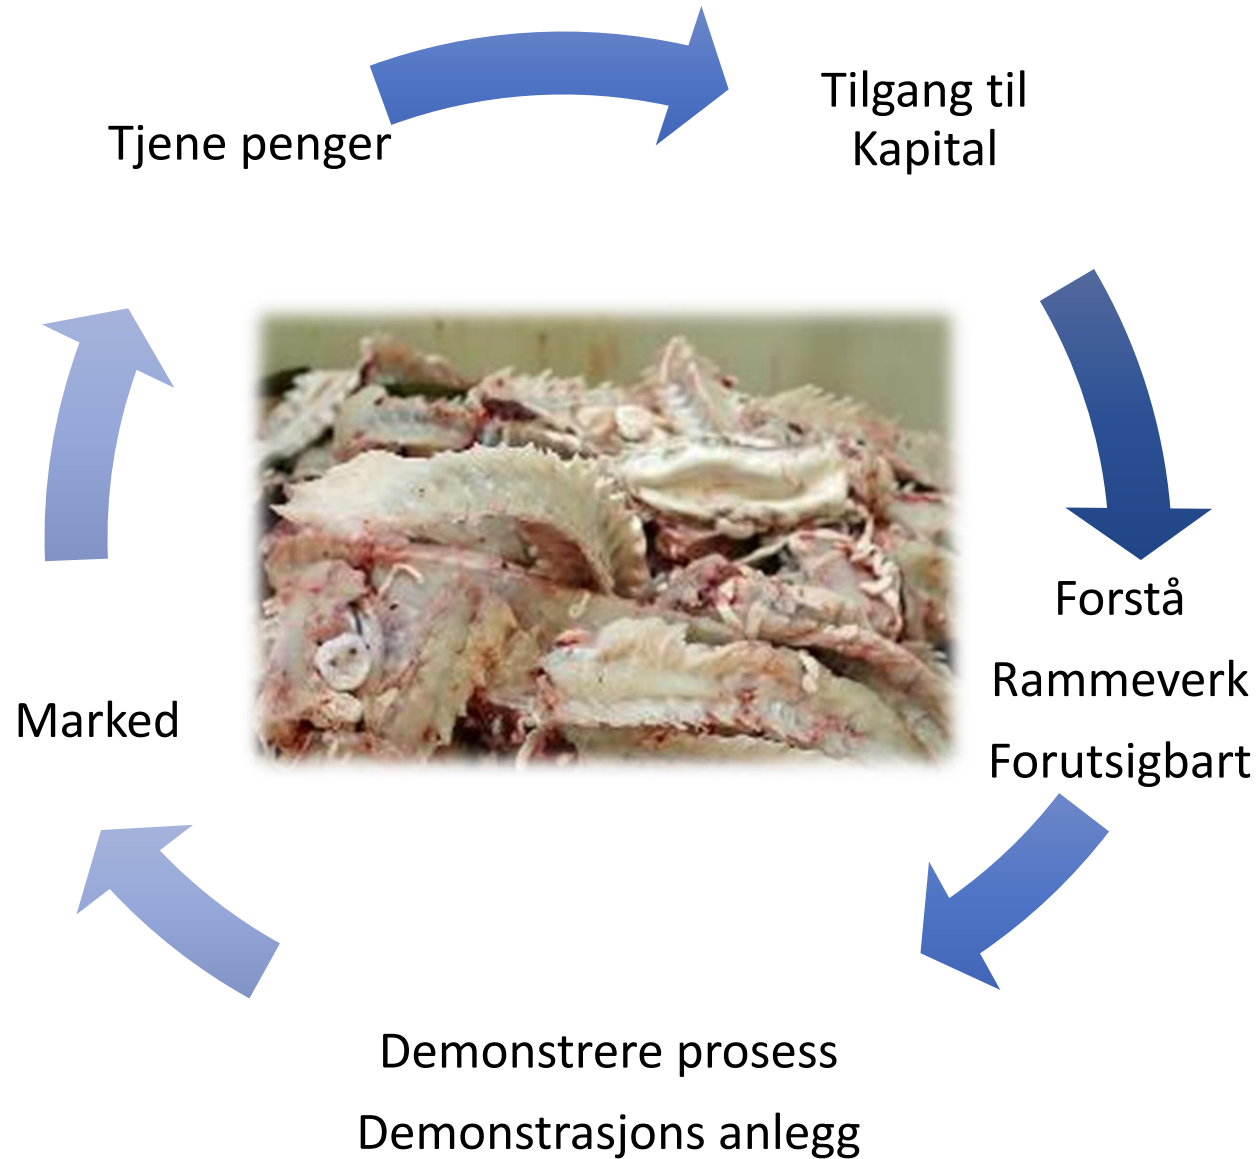 Tjene penger
Tilgang til
Kapital
Forstå
Rammeverk
Forutsigbart
Demonstrere prosess
Demonstrasjons anlegg
Marked